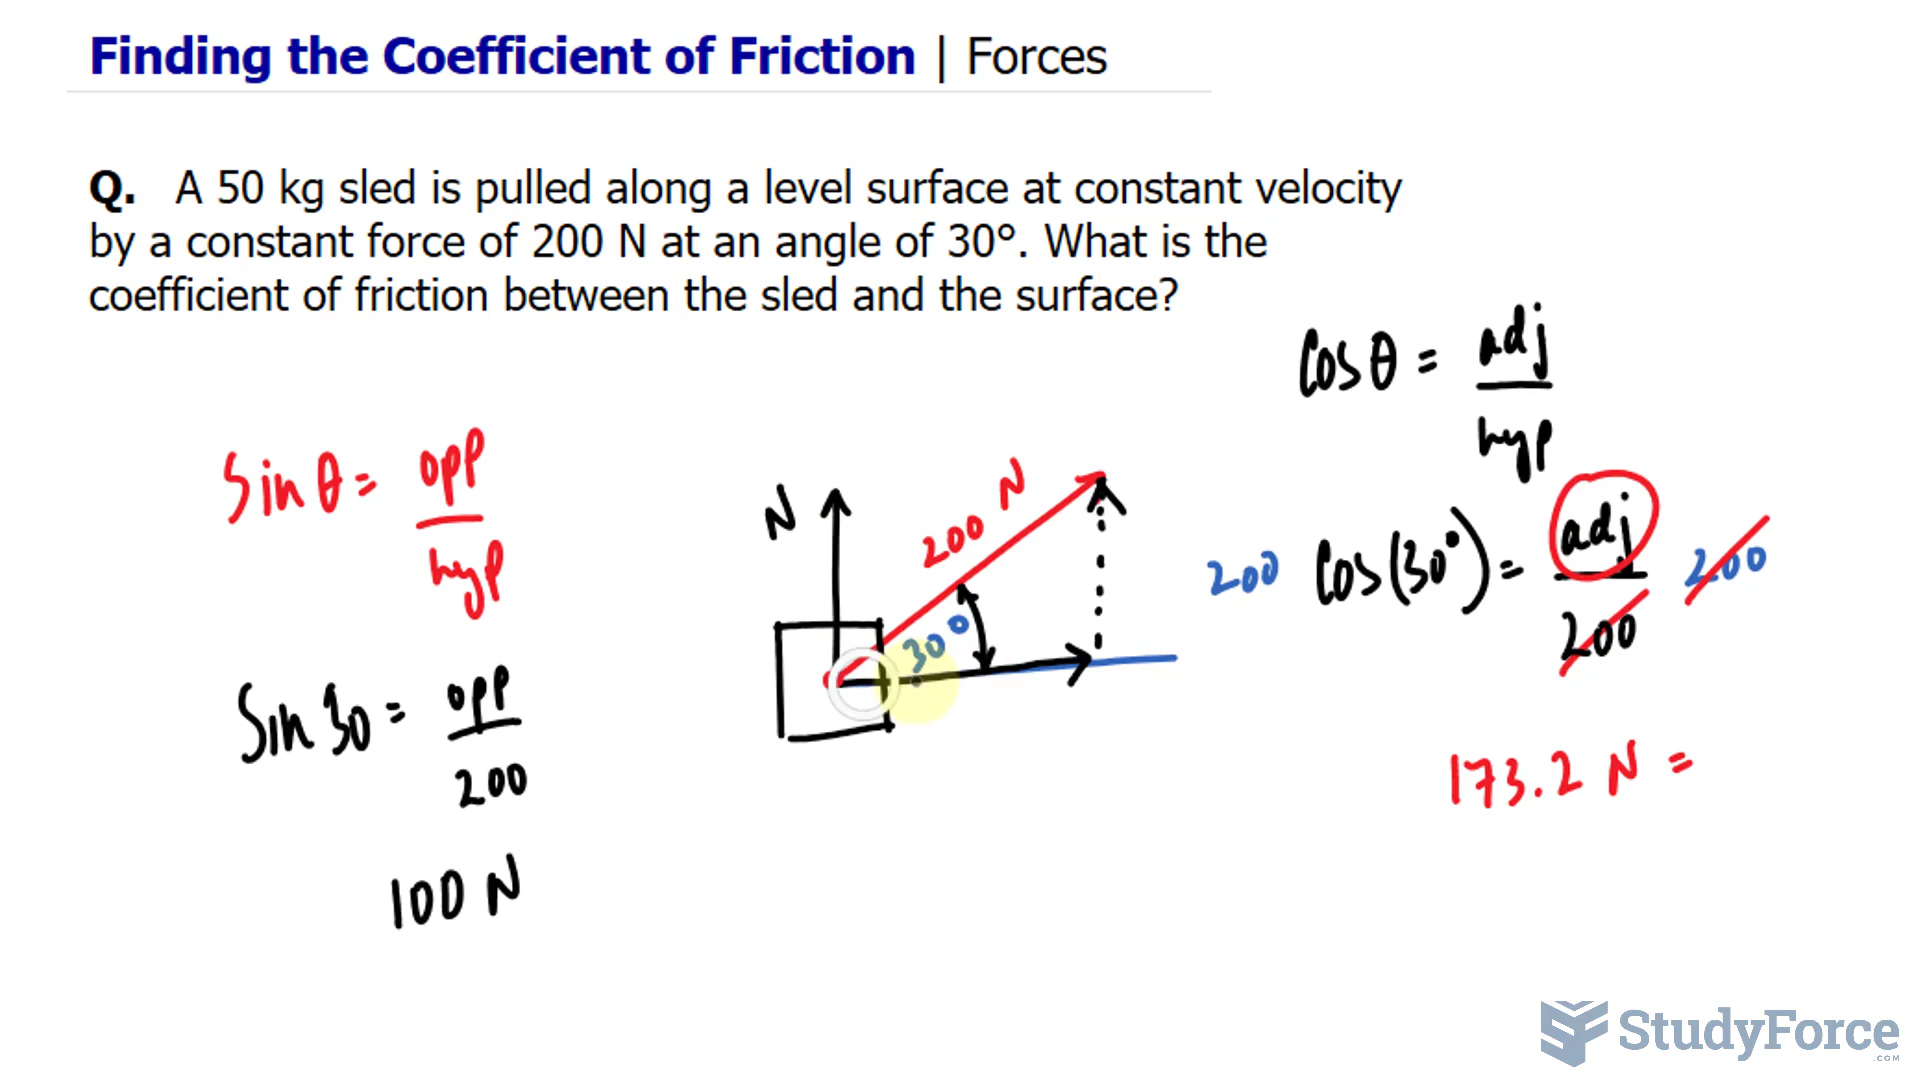 Finding the Coefficient of Friction | Forces
Q. A 50 kg sled is pulled along a level surface at constant velocity
by a constant force of 200 N at an angle of 30°. What is the
coefficient of friction between the sled and the surface?
Cos θ = adj
hyp
Sin θ = opp
hyp
N
200 N
30°
200 Cos(30°) = adj 200
200
Sin 30 = opp
200
173.2 N =
100 N
StudyForce
.COM